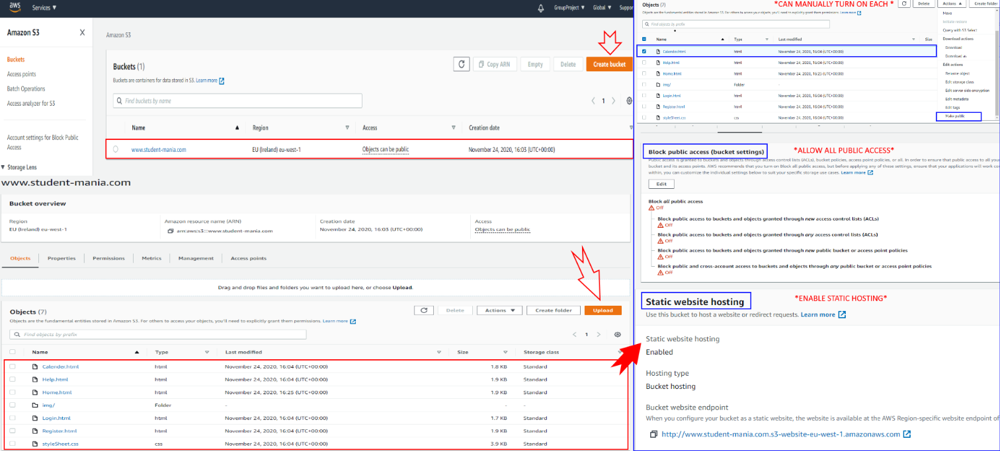 aws
Services
GroupProject
Global
Suppor
Amazon S3
X
Buckets
Access points
Batch Operations
Access analyzer for S3
Account settings for Block Public
Access
Storage Lens
Amazon S3
Buckets (1)
Buckets are containers for data stored in S3. Learn more
Copy ARN
Empty
Delete
Create bucket
Find buckets by name
1
Name
Region
Access
Creation date
www.student-mania.com
EU (Ireland) eu-west-1
Objects can be public
November 24, 2020, 16:03 (UTC+00:00)
www.student-mania.com
Bucket overview
Region
Amazon resource name (ARN)
Creation date
Access
EU (Ireland) eu-west-1
arn:aws:s3:::www.student-mania.com
November 24, 2020, 16:03 (UTC+00:00)
Objects can be public
Objects
Properties
Permissions
Metrics
Management
Access points
Drag and drop files and folders you want to upload here, or choose Upload.
Objects (7)
Delete
Actions
Create folder
Upload
Objects are the fundamental entities stored in Amazon S3. For others to access your objects, you'll need to explicitly grant them permissions. Learn more
Find objects by prefix
1
Name Type Last modified Size Storage class
Calender.html html November 24, 2020, 16:04 (UTC+00:00) 1.8 KB Standard
Help.html html November 24, 2020, 16:04 (UTC+00:00) 1.9 KB Standard
Home.html html November 24, 2020, 16:25 (UTC+00:00) 1.9 KB Standard
img/ Folder - - -
Login.html html November 24, 2020, 16:04 (UTC+00:00) 1.7 KB Standard
Register.html html November 24, 2020, 16:04 (UTC+00:00) 1.9 KB Standard
styleSheet.css css November 24, 2020, 16:04 (UTC+00:00) 3.9 KB Standard
Objects (7)
*CAN MANUALLY TURN ON EACH *
Delete
Actions
Create folder
Objects are the fundamental entities stored in Amazon S3. For others to access your objects, you'll need to explicitly grant them permissions. Learn more
Find objects by prefix
Name Type Last modified Size
Calender.html html November 24, 2020, 16:04 (UTC+00:00)
Help.html html November 24, 2020, 16:04 (UTC+00:00)
Home.html html November 24, 2020, 16:25 (UTC+00:00)
img/ Folder -
Login.html html November 24, 2020, 16:04 (UTC+00:00)
Register.html html November 24, 2020, 16:04 (UTC+00:00)
styleSheet.css css November 24, 2020, 16:04 (UTC+00:00)
Move
Initiate restore
Query with S3 Select
Download actions
Download
Download as
Edit actions
Rename object
Edit storage class
Edit server-side encryption
Edit metadata
Edit tags
Make public
Block public access (bucket settings)
*ALLOW ALL PUBLIC ACCESS*
Public access is granted to buckets and objects through access control lists (ACLs), bucket policies, access point policies, or all. In order to ensure that public access to all your
bucket and its access points. AWS recommends that you turn on Block all public access, but before applying any of these settings, ensure that your applications will work co
within, you can customize the individual settings below to suit your specific storage use cases. Learn more
Edit
Block all public access
Off
Block public access to buckets and objects granted through new access control lists (ACLs)
Off
Block public access to buckets and objects granted through any access control lists (ACLs)
Off
Block public access to buckets and objects granted through new public bucket or access point policies
Off
Block public and cross-account access to buckets and objects through any public bucket or access point policies
Off
Static website hosting
*ENABLE STATIC HOSTING*
Use this bucket to host a website or redirect requests. Learn more
Static website hosting
Enabled
Hosting type
Bucket hosting
Bucket website endpoint
When you configure your bucket as a static website, the website is available at the AWS Region-specific website endpoint of
http://www.student-mania.com.s3-website-eu-west-1.amazonaws.com